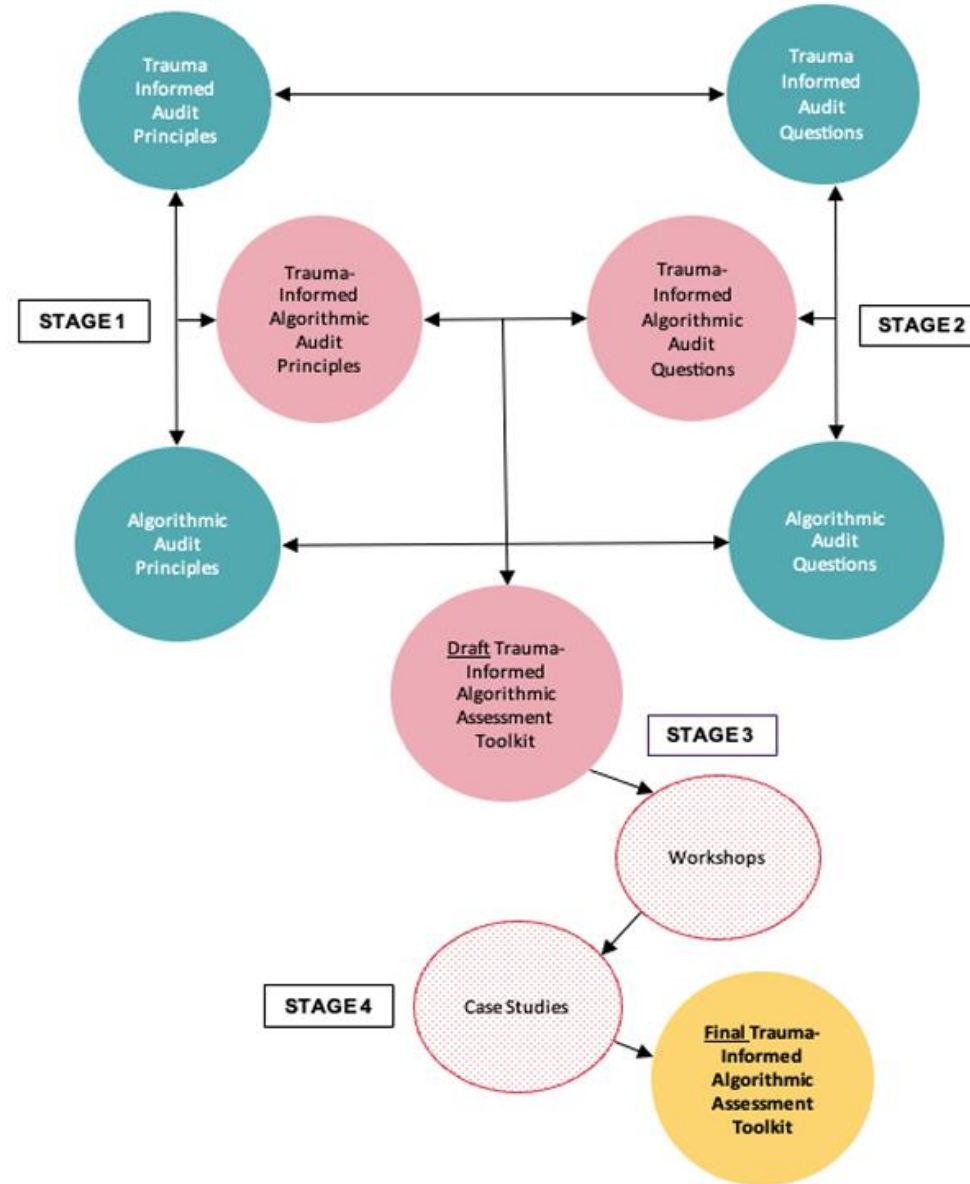 Trauma
Informed
Audit
Principles
Trauma
Informed
Audit
Questions
STAGE 1
Trauma-
Informed
Algorithmic
Audit
Principles
Trauma-
Informed
Algorithmic
Audit
Questions
STAGE 2
Algorithmic
Audit
Principles
Algorithmic
Audit
Questions
Draft Trauma-
Informed
Algorithmic
Assessment
Toolkit
STAGE 3
Workshops
STAGE 4
Case Studies
Final Trauma-
Informed
Algorithmic
Assessment
Toolkit